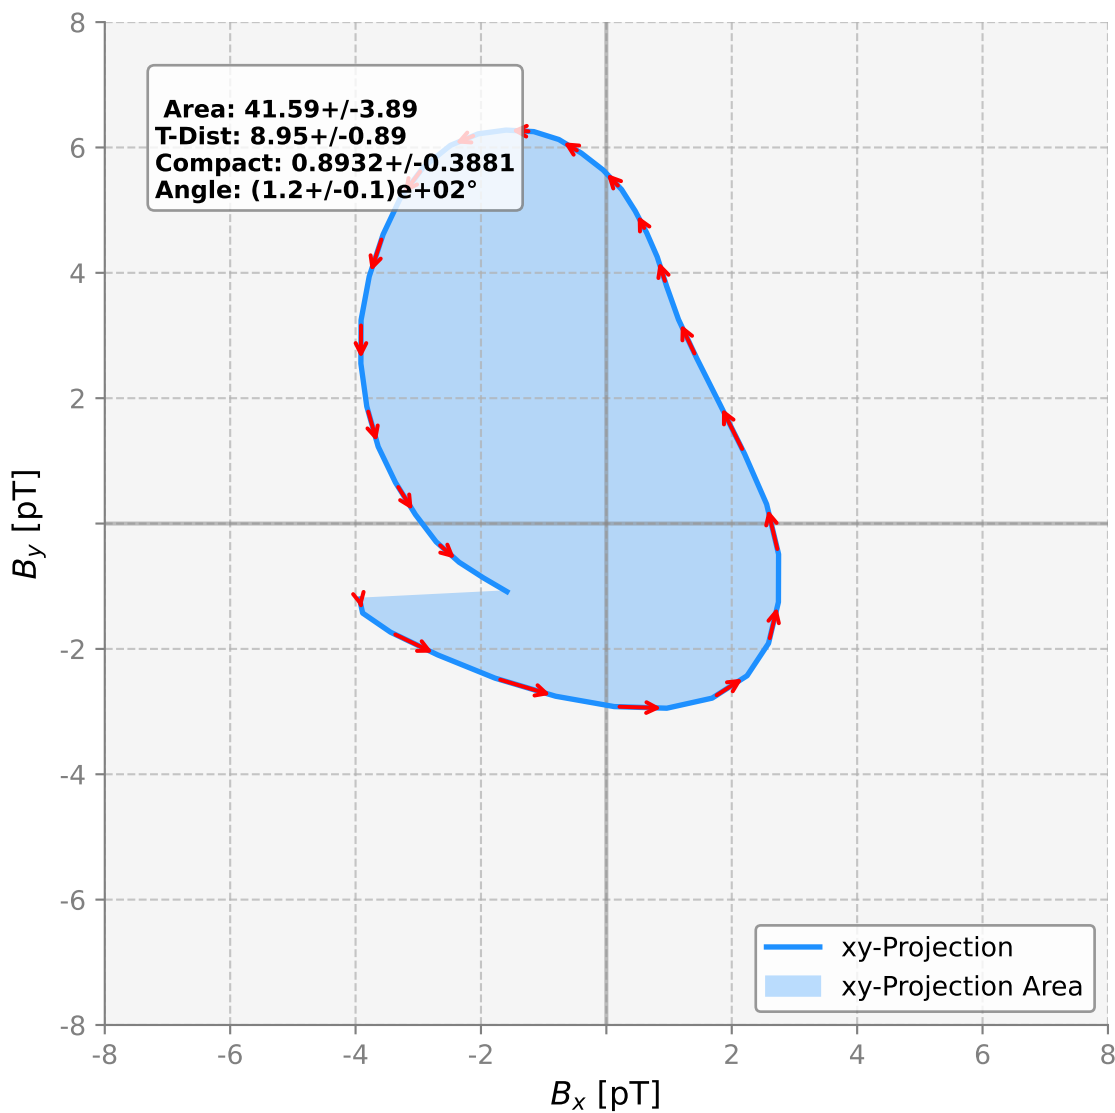 8
6
4
2
-2
-4
-6
-8
-8
-6
-4
-2
2
4
6
8
B_y [pT]
B_x [pT]
Area: 41.59+/-3.89
T-Dist: 8.95+/-0.89
Compact: 0.8932+/-0.3881
Angle: (1.2+/-0.1)e+02°
xy-Projection
xy-Projection Area